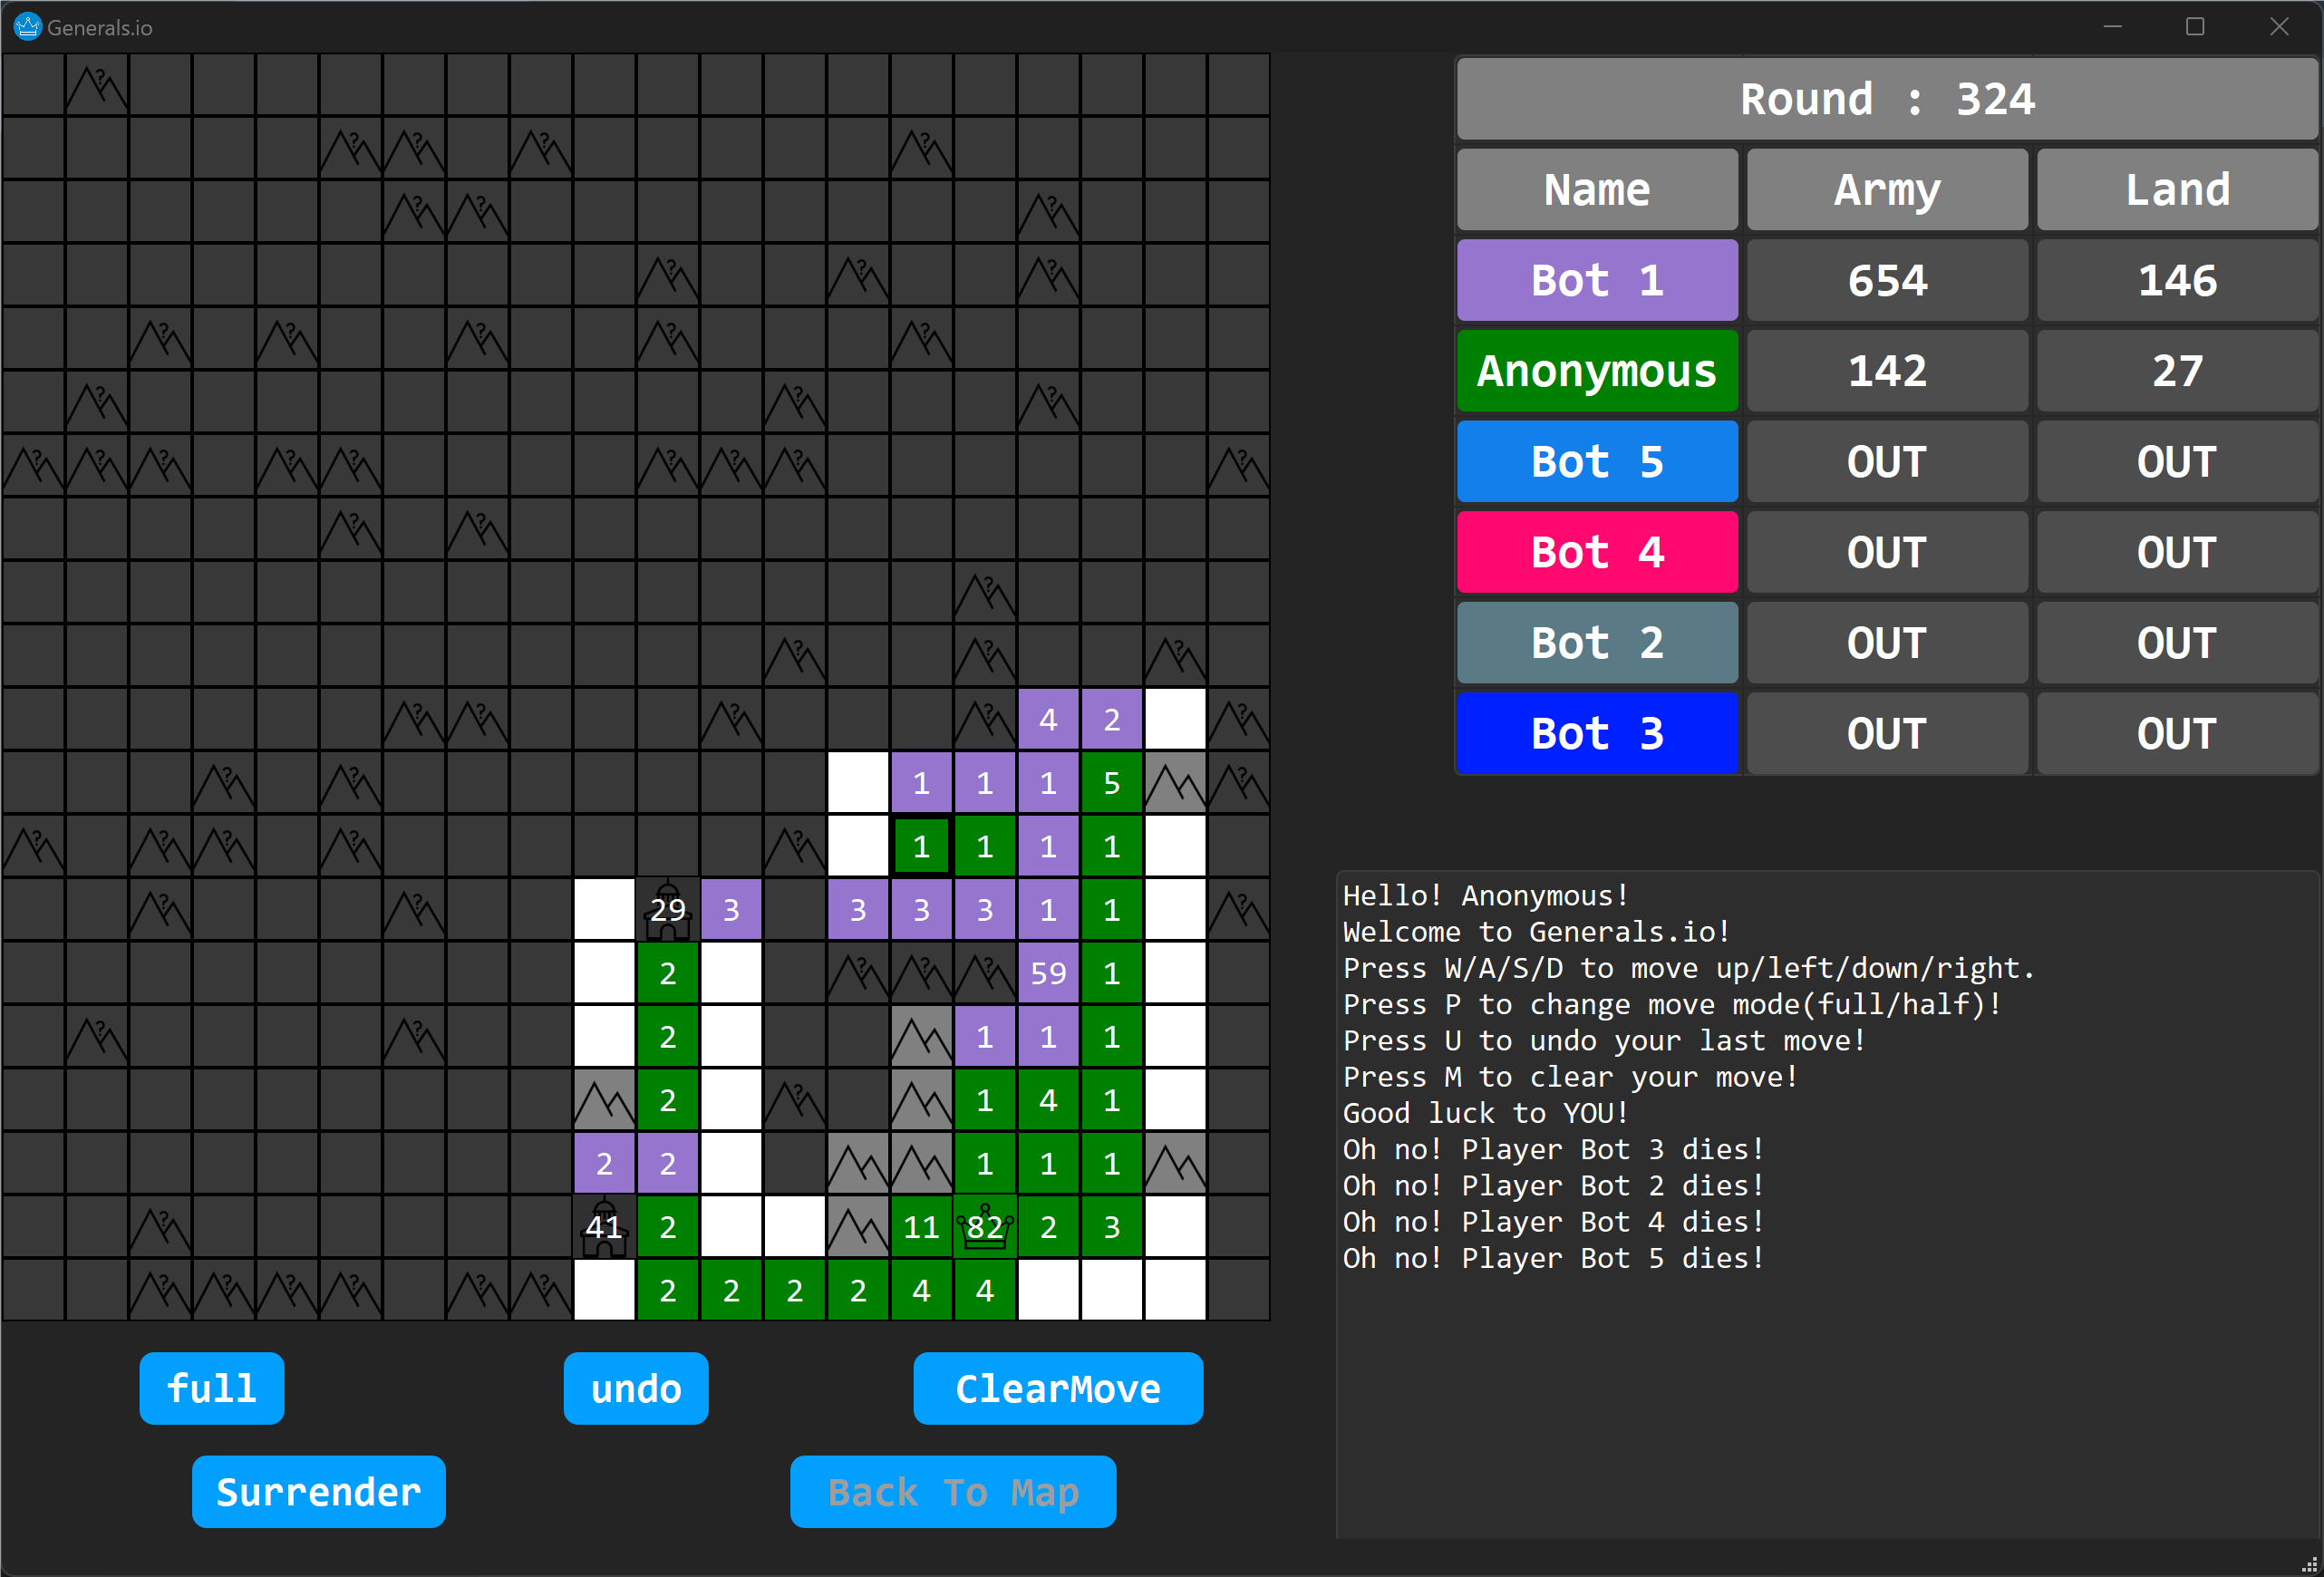 Generals.io
Round : 324
Name Army Land
Bot 1 654 146
Anonymous 142 27
Bot 5 OUT OUT
Bot 4 OUT OUT
Bot 2 OUT OUT
Bot 3 OUT OUT
? 
? ? ? ?
? ? ?
? ? ?
? ? ? ? ?
? ? ?
? ? ? ? ? ? ? ? ?
? ?
?
? ? ?
? ? ? ? 4 2 ?
? ? 1 1 1 5 ?
? ? ? ? ? 1 1 1 1
? ? 29 3 3 3 3 1 1 ?
2 ? ? ? 59 1
? ? 2 1 1 1
2 ? 1 4 1
2 2 1 1 1
? 41 2 11 82 2 3
? ? ? ? ? ? 2 2 2 2 4 4
Hello! Anonymous!
Welcome to Generals.io!
Press W/A/S/D to move up/left/down/right.
Press P to change move mode(full/half)!
Press U to undo your last move!
Press M to clear your move!
Good luck to YOU!
Oh no! Player Bot 3 dies!
Oh no! Player Bot 2 dies!
Oh no! Player Bot 4 dies!
Oh no! Player Bot 5 dies!
full undo ClearMove
Surrender Back To Map